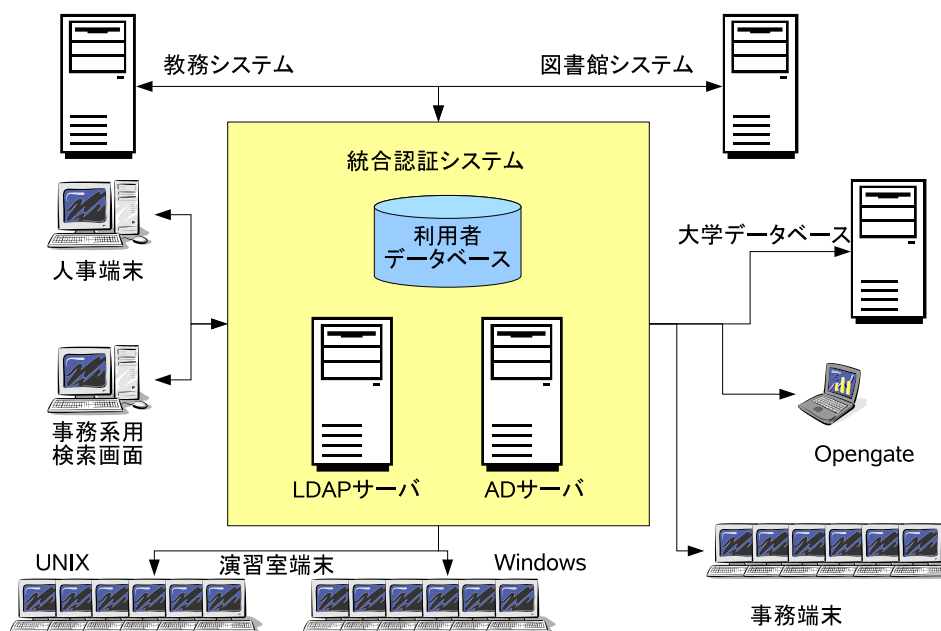 教務システム
図書館システム
統合認証システム
利用者
データベース
大学データベース
人事端末
事務系用
検索画面
LDAPサーバ
ADサーバ
Opengate
UNIX
演習室端末
Windows
事務端末